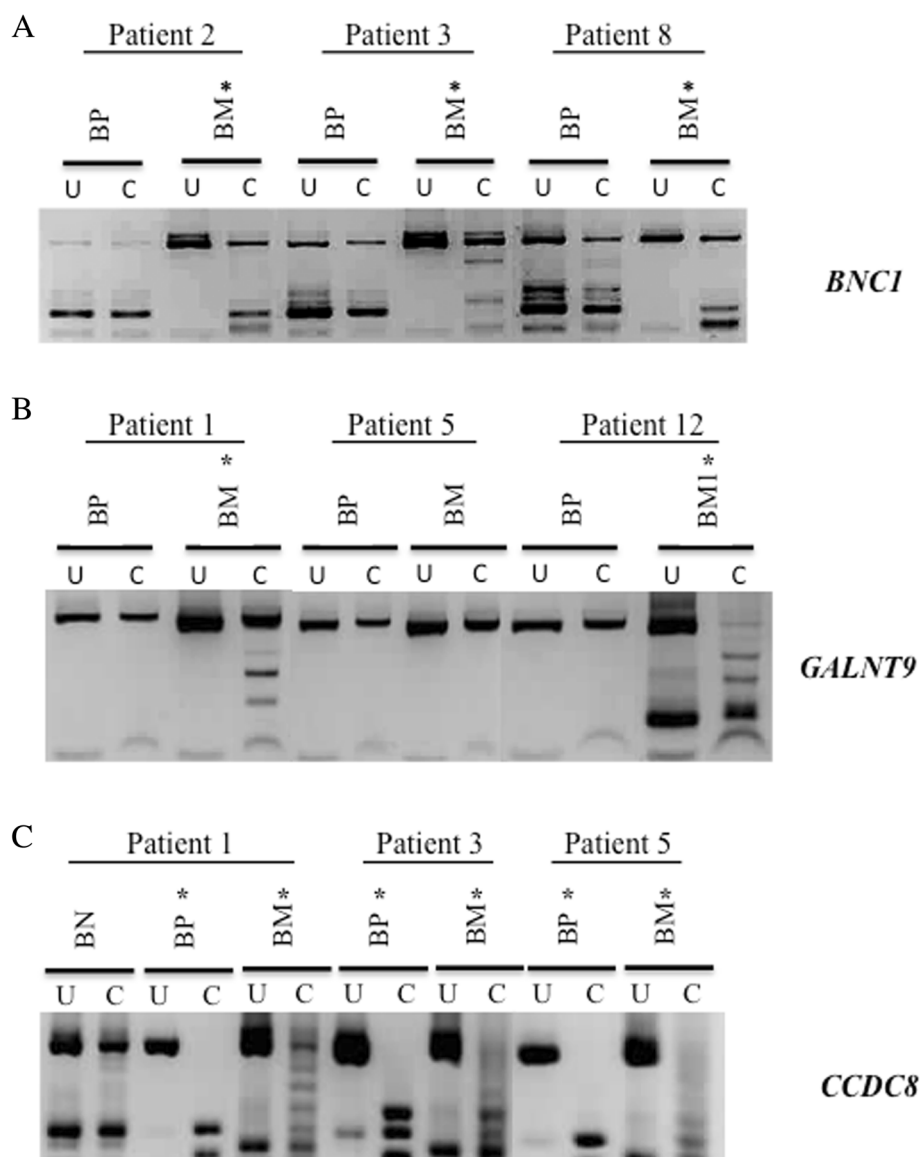 A
Patient 2 Patient 3 Patient 8
BP BM* BP BM* BP BM*
U C U C U C U C U C U C
BNC1
B
Patient 1 Patient 5 Patient 12
BP BM * BP BM BP BM1 *
U C U C U C U C U C U C
GALNT9
C
Patient 1 Patient 3 Patient 5
BN BP * BM* BP * BM* BP * BM*
U C U C U C U C U C U C U C
CCDC8